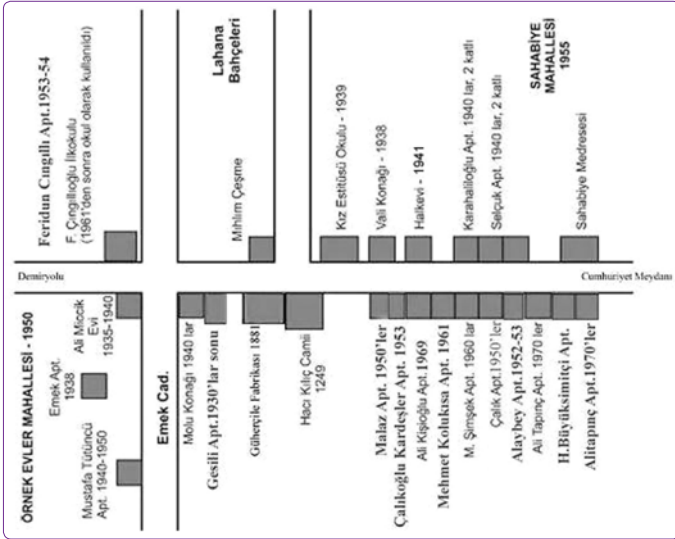 Feridun Cıngıllı Apt.1953-54
F. Çıngıllıoğlu İlkokulu
(1961'den sonra okul olarak kullanıldı)
Lahana
Bahçeleri
Mıhlım Çeşme
Kız Estitüsü Okulu - 1939
Vali Konağı - 1938
Halkevi - 1941
Karahaliloğlu Apt. 1940 lar, 2 katlı
Selçuk Apt. 1940 lar, 2 katlı
SAHABİYE
MAHALLESİ
1955
Sahabiye Medresesi
Demiryolu
Cumhuriyet Meydanı
ÖRNEK EVLER MAHALLESİ - 1950
Mustafa Tütüncü
Apt. 1940-1950
Emek Apt.
1938
Ali Miccik
Evi
1935-1940
Emek Cad.
Molu Konağı 1940 lar
Gesili Apt.1930'lar sonu
Güherçile Fabrikası 1881
Hacı Kılıç Camii
1249
Malaz Apt. 1950'ler
Çalıkoğlu Kardeşler Apt. 1953
Ali Kişioğlu Apt.1969
Mehmet Kolukısa Apt. 1961
M. Şimşek Apt. 1960 lar
Çalık Apt.1950'ler
Alaybey Apt.1952-53
Ali Tapınç Apt. 1970 ler
H.Büyüksimitçi Apt.
Alitapınç Apt.1970'ler